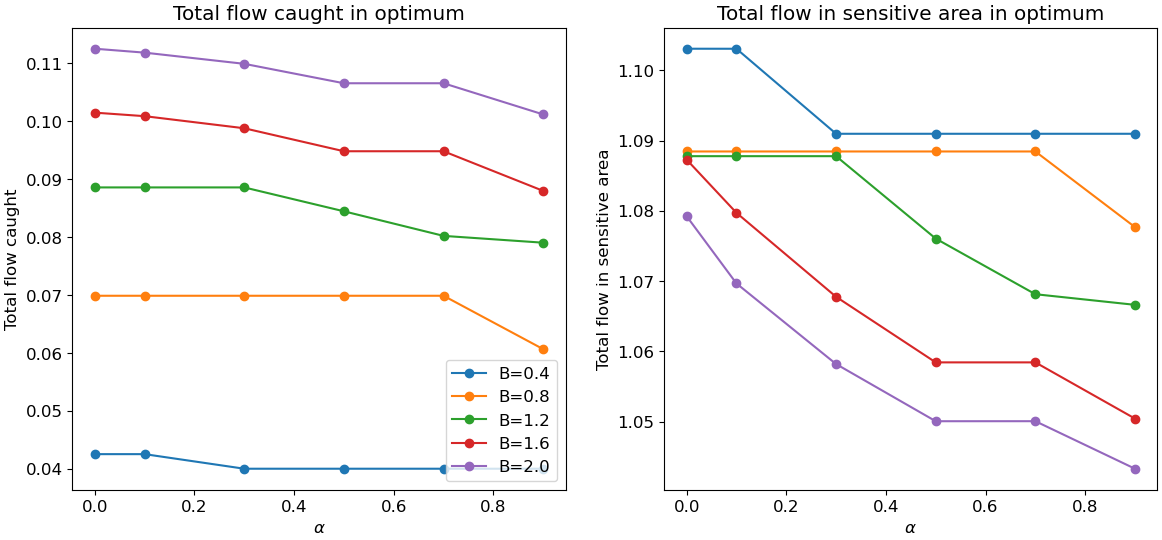 Total flow caught in optimum
Total flow caught
0.11
0.10
0.09
0.08
0.07
0.06
0.05
0.04
0.0 0.2 0.4 0.6 0.8
α
B=0.4
B=0.8
B=1.2
B=1.6
B=2.0
Total flow in sensitive area in optimum
Total flow in sensitive area
1.10
1.09
1.08
1.07
1.06
1.05
0.0 0.2 0.4 0.6 0.8
α